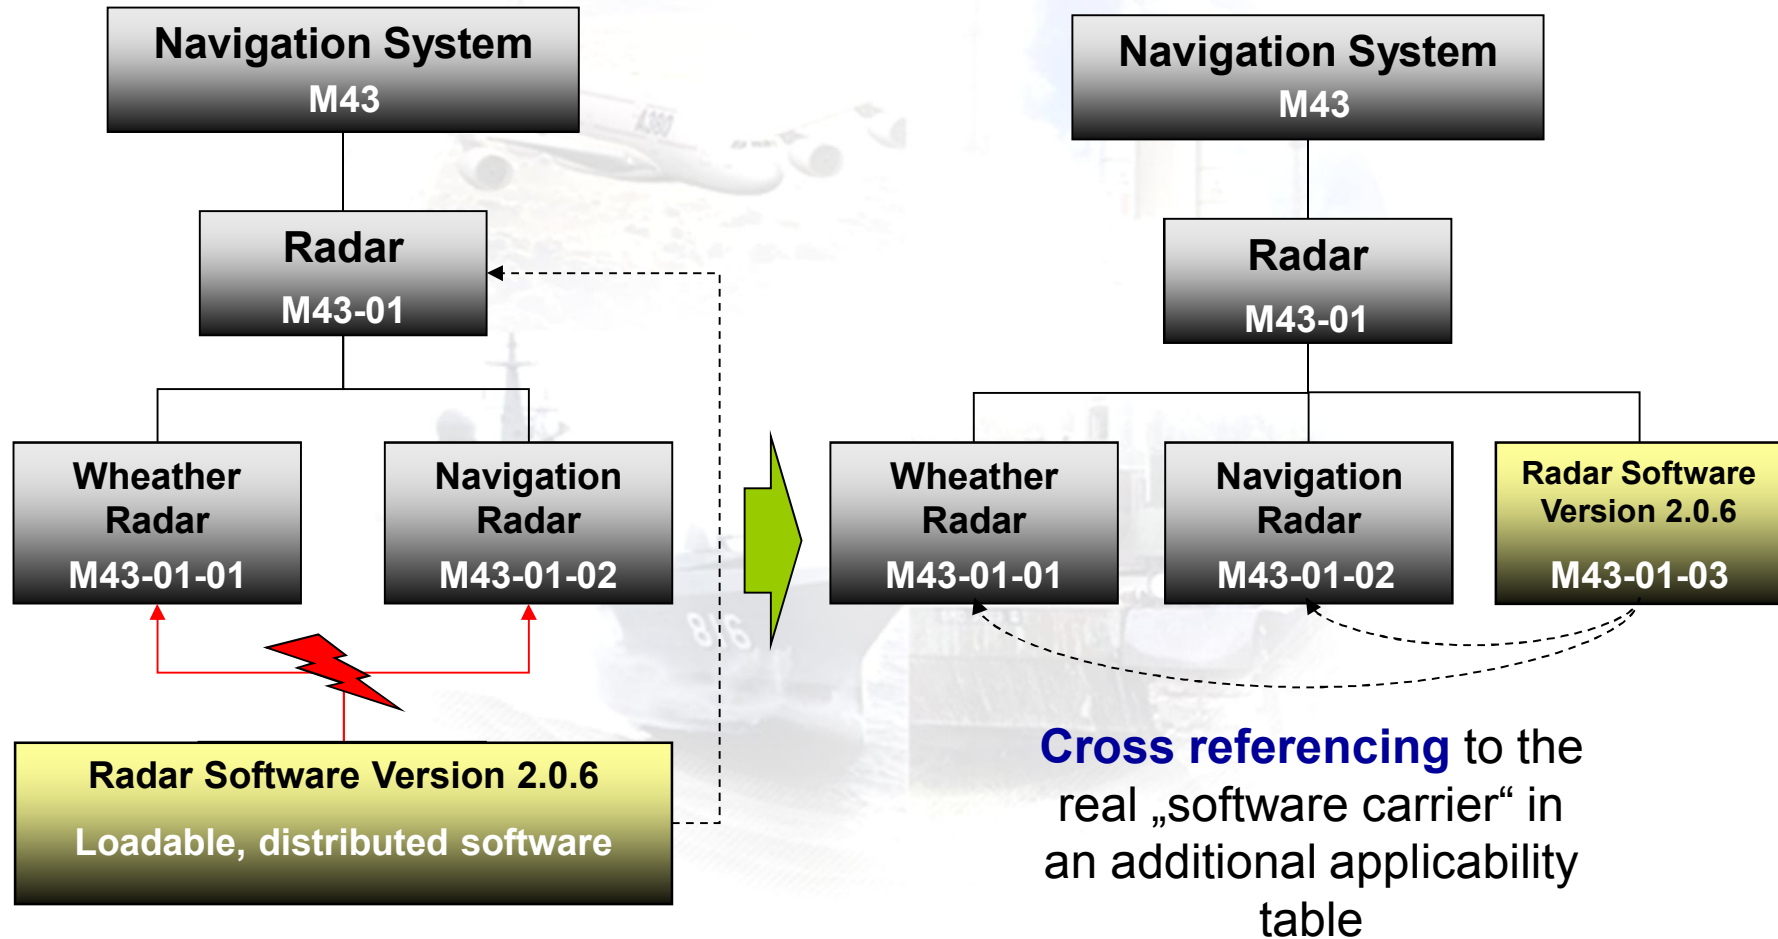 Navigation System
M43
Radar
M43-01
Wheather
Radar
M43-01-01
Navigation
Radar
M43-01-02
Radar Software Version 2.0.6
Loadable, distributed software
Navigation System
M43
Radar
M43-01
Wheather
Radar
M43-01-01
Navigation
Radar
M43-01-02
Radar Software
Version 2.0.6
M43-01-03
Cross referencing to the
real „software carrier“ in
an additional applicability
table
A380
816